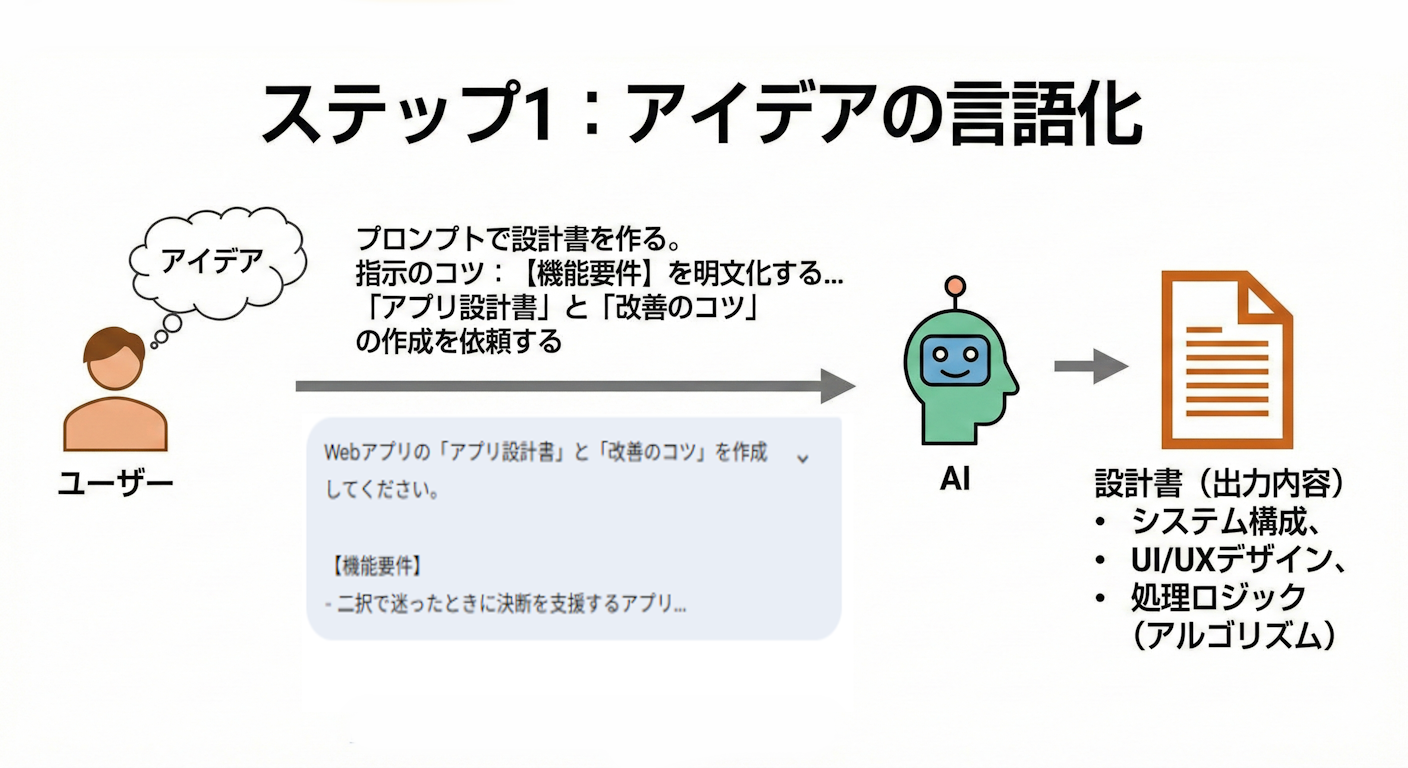 ステップ1：アイデアの言語化
アイデア
プロンプトで設計書を作る。
指示のコツ：【機能要件】を明文化する...
「アプリ設計書」と「改善のコツ」
の作成を依頼する
ユーザー
Webアプリの「アプリ設計書」と「改善のコツ」を作成
してください。
【機能要件】
- 二択で迷ったときに決断を支援するアプリ...
AI
設計書（出力内容）
• システム構成、
• UI/UXデザイン、
• 処理ロジック
（アルゴリズム）